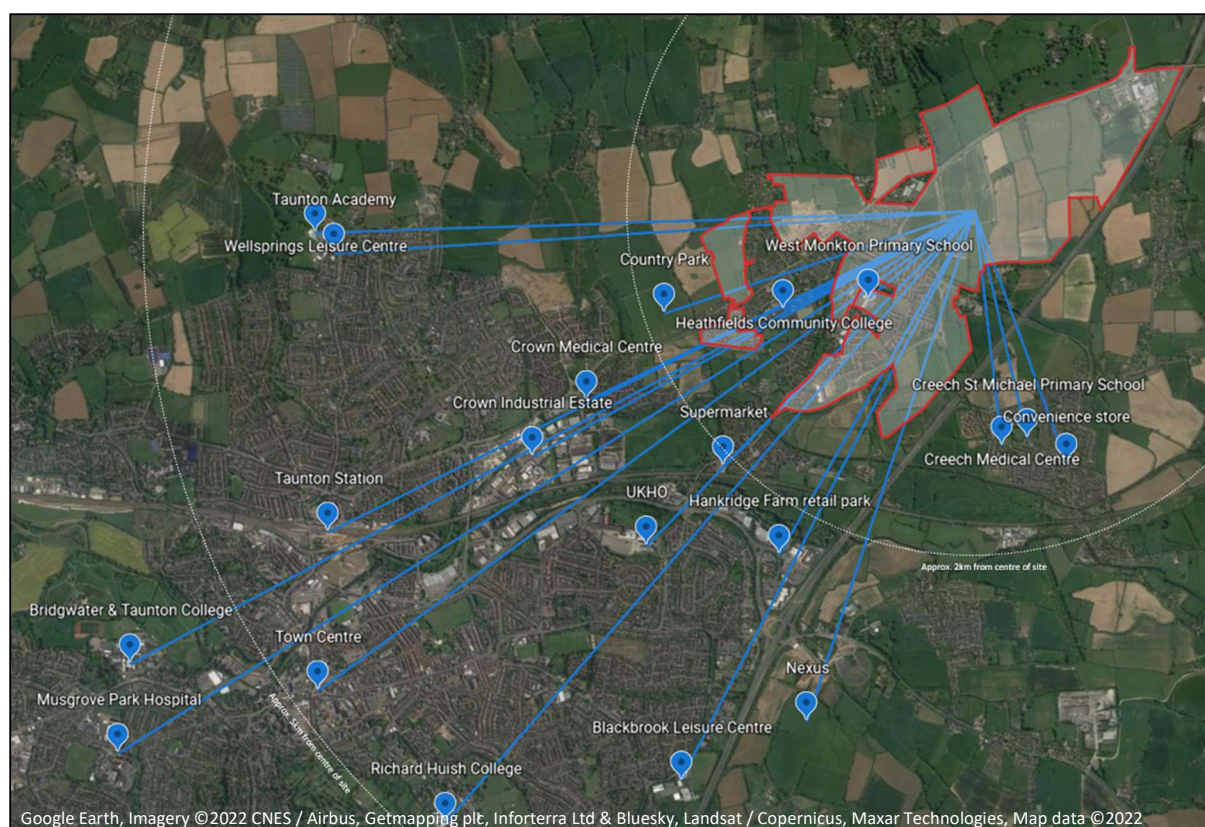 Taunton Academy
Wellsprings Leisure Centre
West Monkton Primary School
Country Park
Heathfields Community College
Crown Medical Centre
Creech St Michael Primary School
Crown Industrial Estate
Supermarket
Convenience store
Creech Medical Centre
Taunton Station
UKHO
Hankridge Farm retail park
Approx. 2km from centre of site
Bridgwater & Taunton College
Town Centre
Nexus
Musgrove Park Hospital
Approx. 5km from centre of site
Blackbrook Leisure Centre
Richard Huish College
Google Earth, Imagery ©2022 CNES / Airbus, Getmapping plc, Inforterra Ltd & Bluesky, Landsat / Copernicus, Maxar Technologies, Map data ©2022